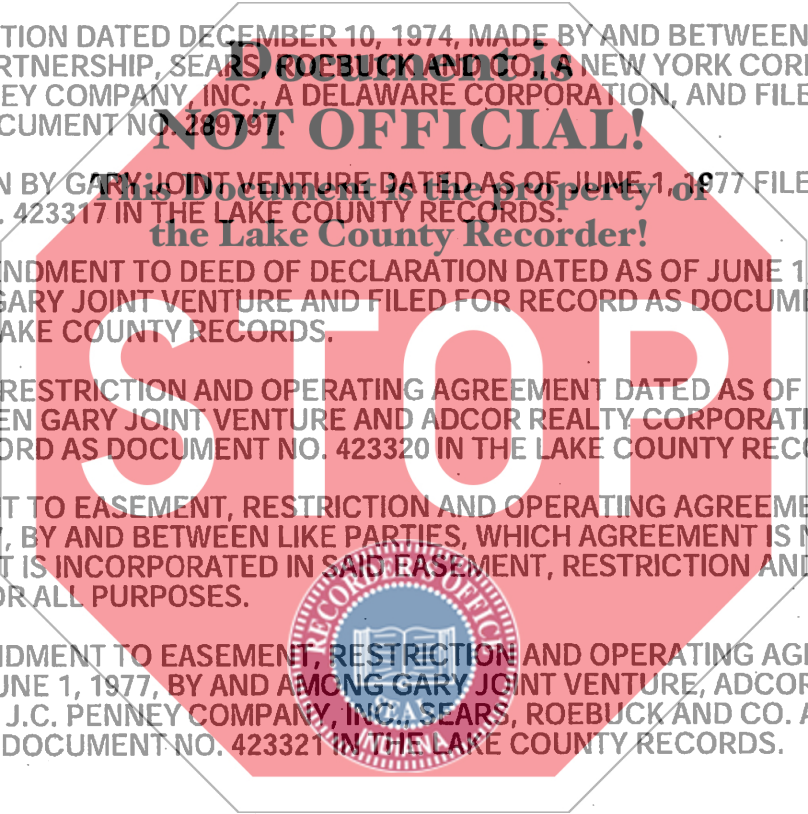 TION DATED DECEMBER 10, 1974, MADE BY AND BETWEEN
Document is
RTNERSHIP, SEARS, ROEBUCK AND CO., A NEW YORK COR
EY COMPANY, INC., A DELAWARE CORPORATION, AND FILE
CUMENT NO. 289797.
NOT OFFICIAL!
N BY GARY JOINT VENTURE DATED AS OF JUNE 1, 1977 FILE
This Document is the property of
. 423317 IN THE LAKE COUNTY RECORDS.
the Lake County Recorder!
NDMENT TO DEED OF DECLARATION DATED AS OF JUNE 1
GARY JOINT VENTURE AND FILED FOR RECORD AS DOCUM
AKE COUNTY RECORDS.
STOP
RESTRICTION AND OPERATING AGREEMENT DATED AS OF
EN GARY JOINT VENTURE AND ADCOR REALTY CORPORATI
ORD AS DOCUMENT NO. 423320 IN THE LAKE COUNTY REC
T TO EASEMENT, RESTRICTION AND OPERATING AGREEME
, BY AND BETWEEN LIKE PARTIES, WHICH AGREEMENT IS N
T IS INCORPORATED IN SAID EASEMENT, RESTRICTION AND
OR ALL PURPOSES.
RECORDER'S OFFICE
SEAL
NDMENT TO EASEMENT, RESTRICTION AND OPERATING AG
UNE 1, 1977, BY AND AMONG GARY JOINT VENTURE, ADCOR
J.C. PENNEY COMPANY, INC., SEARS, ROEBUCK AND CO. A
DOCUMENT NO. 423321 IN THE LAKE COUNTY RECORDS.